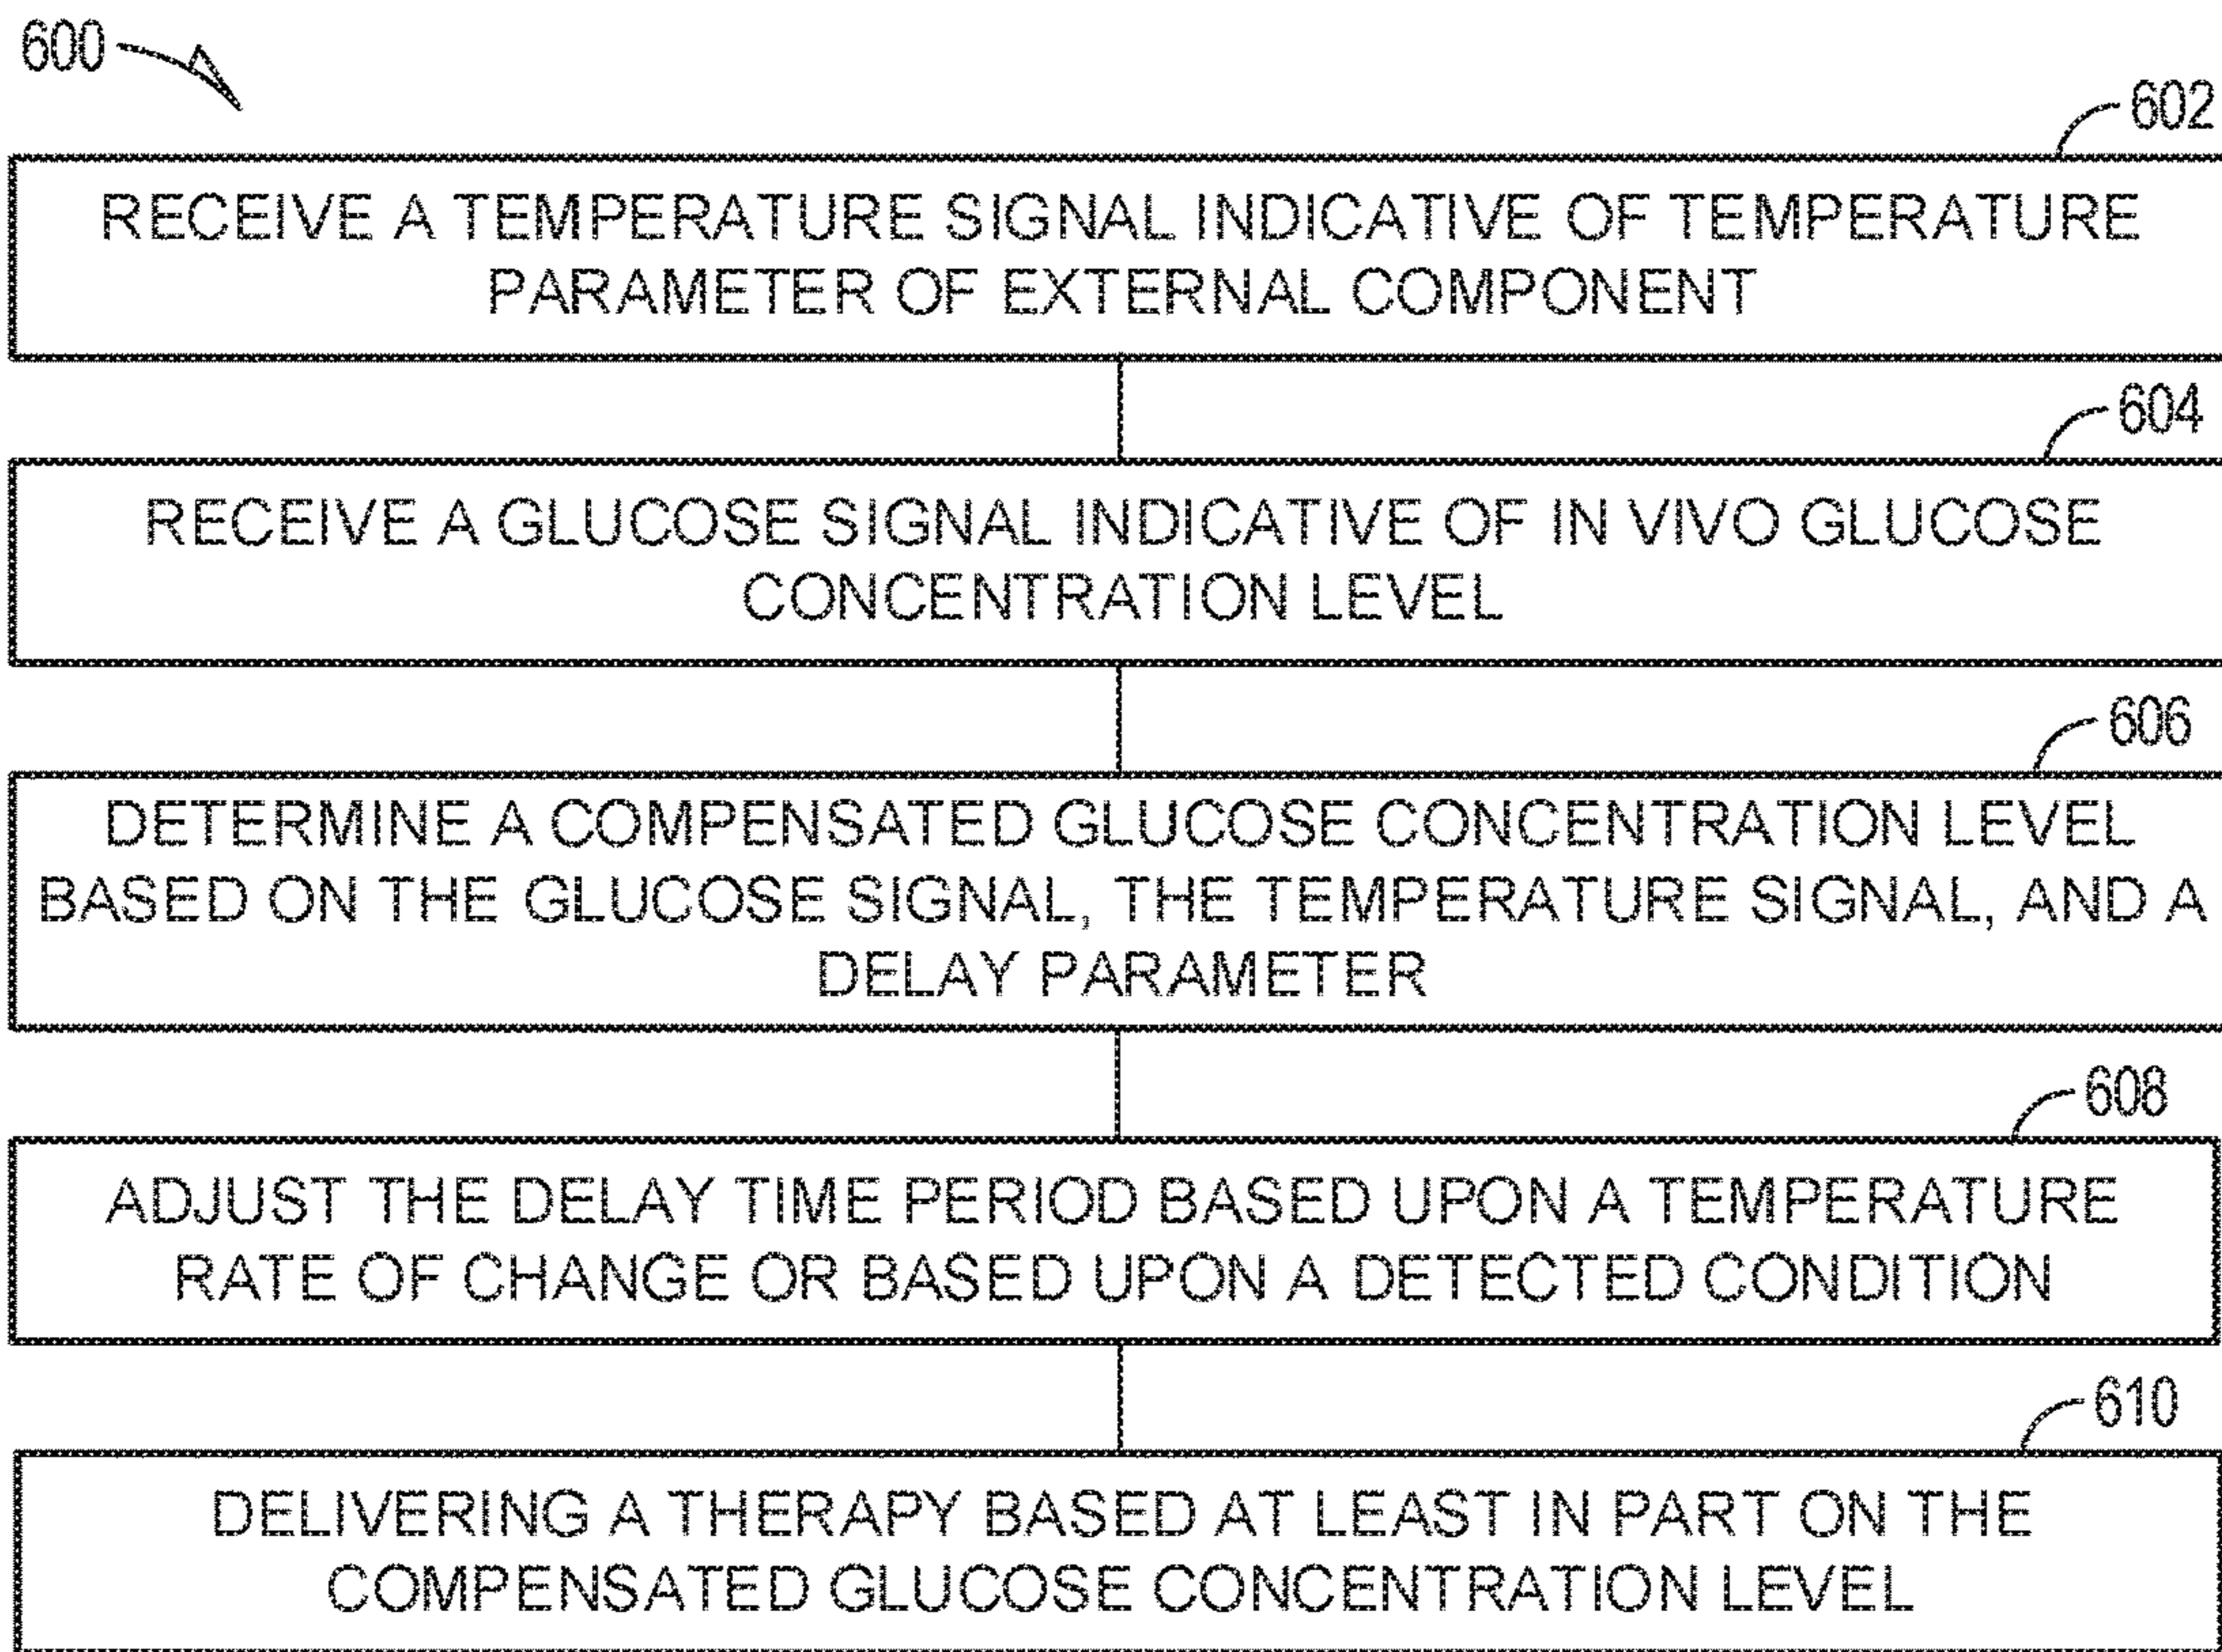 600
602
RECEIVE A TEMPERATURE SIGNAL INDICATIVE OF TEMPERATURE
PARAMETER OF EXTERNAL COMPONENT
604
RECEIVE A GLUCOSE SIGNAL INDICATIVE OF IN VIVO GLUCOSE
CONCENTRATION LEVEL
606
DETERMINE A COMPENSATED GLUCOSE CONCENTRATION LEVEL
BASED ON THE GLUCOSE SIGNAL, THE TEMPERATURE SIGNAL, AND A
DELAY PARAMETER
608
ADJUST THE DELAY TIME PERIOD BASED UPON A TEMPERATURE
RATE OF CHANGE OR BASED UPON A DETECTED CONDITION
610
DELIVERING A THERAPY BASED AT LEAST IN PART ON THE
COMPENSATED GLUCOSE CONCENTRATION LEVEL